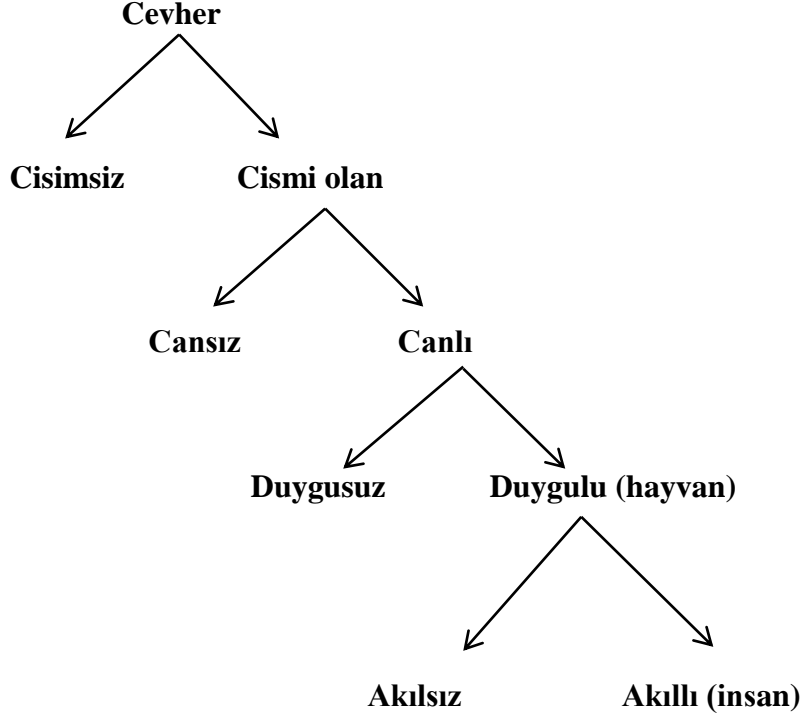 Cevher
Cisimsiz Cismi olan
Cansız Canlı
Duygusuz Duygulu (hayvan)
Akılsız Akıllı (insan)